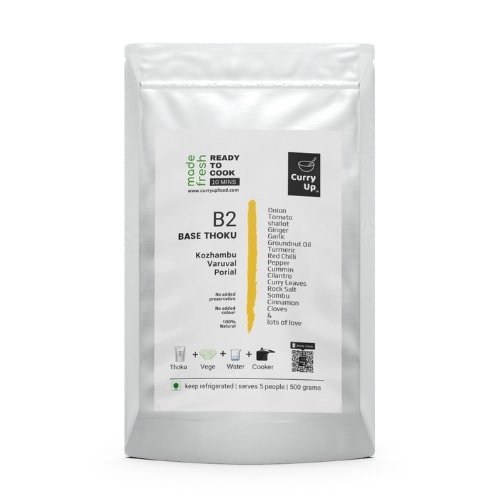 made
fresh
READY
TO
COOK
10 MINS
www.curryupfood.com
Curry
Up
B2
BASE THOKU
Kozhambu
Varuval
Porial
No added
preservative
No added
colour
100%
Natural
Onion
Tomato
shallot
Ginger
Garlic
Groundnut Oil
Turmeric
Red Chilli
Pepper
Cummin
Cilantro
Curry Leaves
Rock Salt
Sombu
Cinnamon
Cloves
&
lots of love
+ + +
Thoku Vege Water Cooker
keep refrigerated | serves 5 people | 500 grams